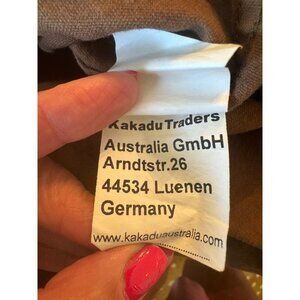 Kakadu Traders
Australia GmbH
Arndtstr.26
44534 Luenen
Germany
www.kakaduaustralia.com